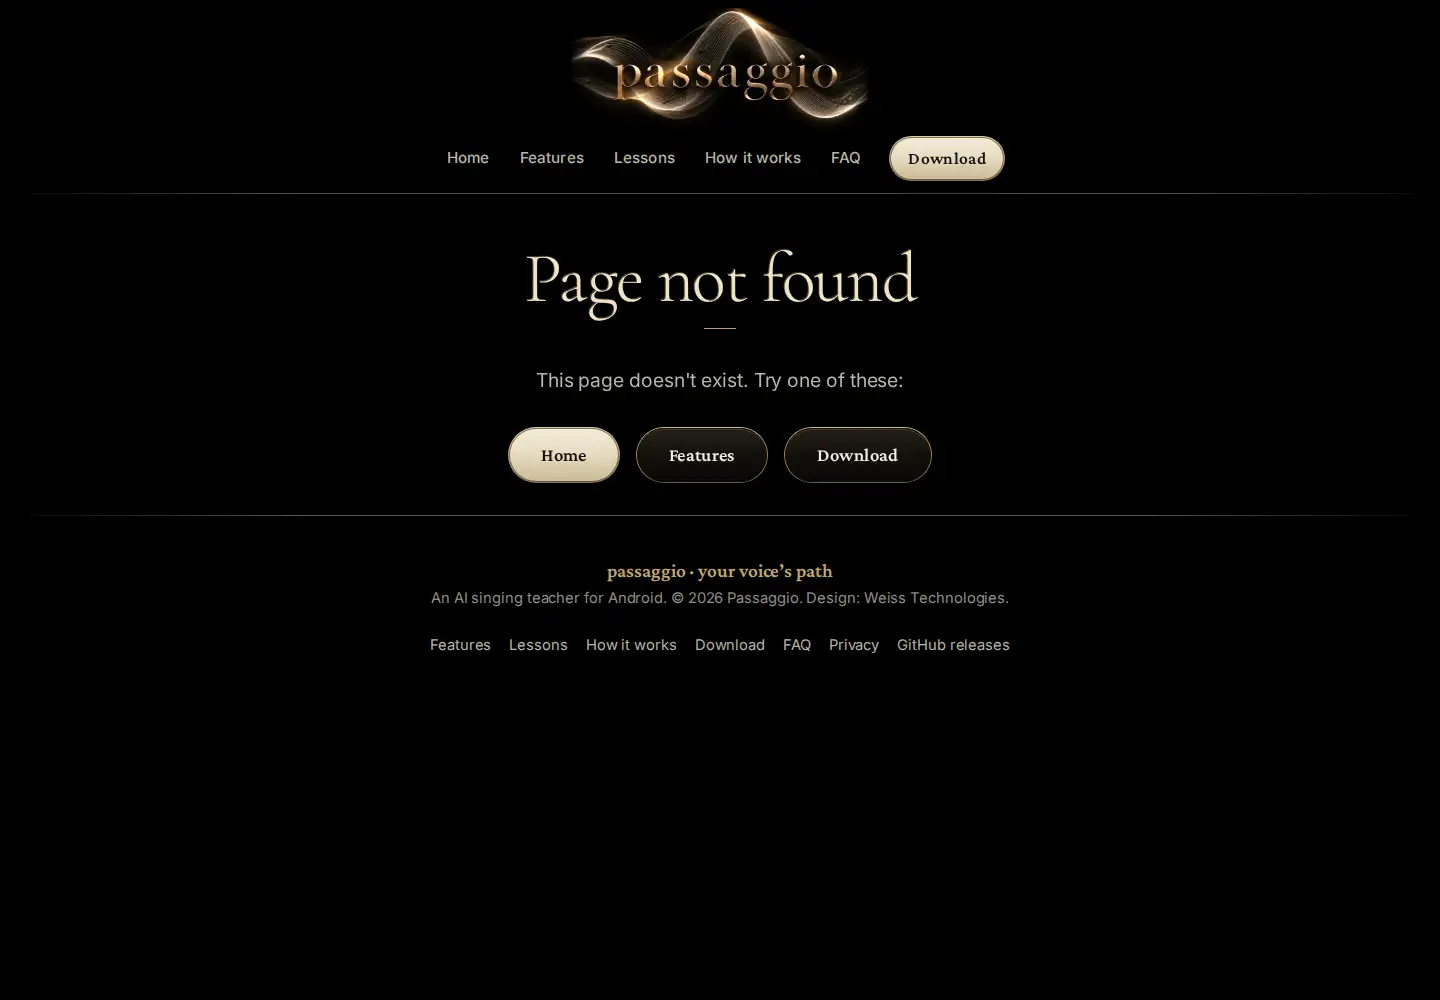 passaggio
Home Features Lessons How it works FAQ Download
Page not found
This page doesn't exist. Try one of these:
Home Features Download
passaggio · your voice’s path
An AI singing teacher for Android. © 2026 Passaggio. Design: Weiss Technologies.
Features Lessons How it works Download FAQ Privacy GitHub releases